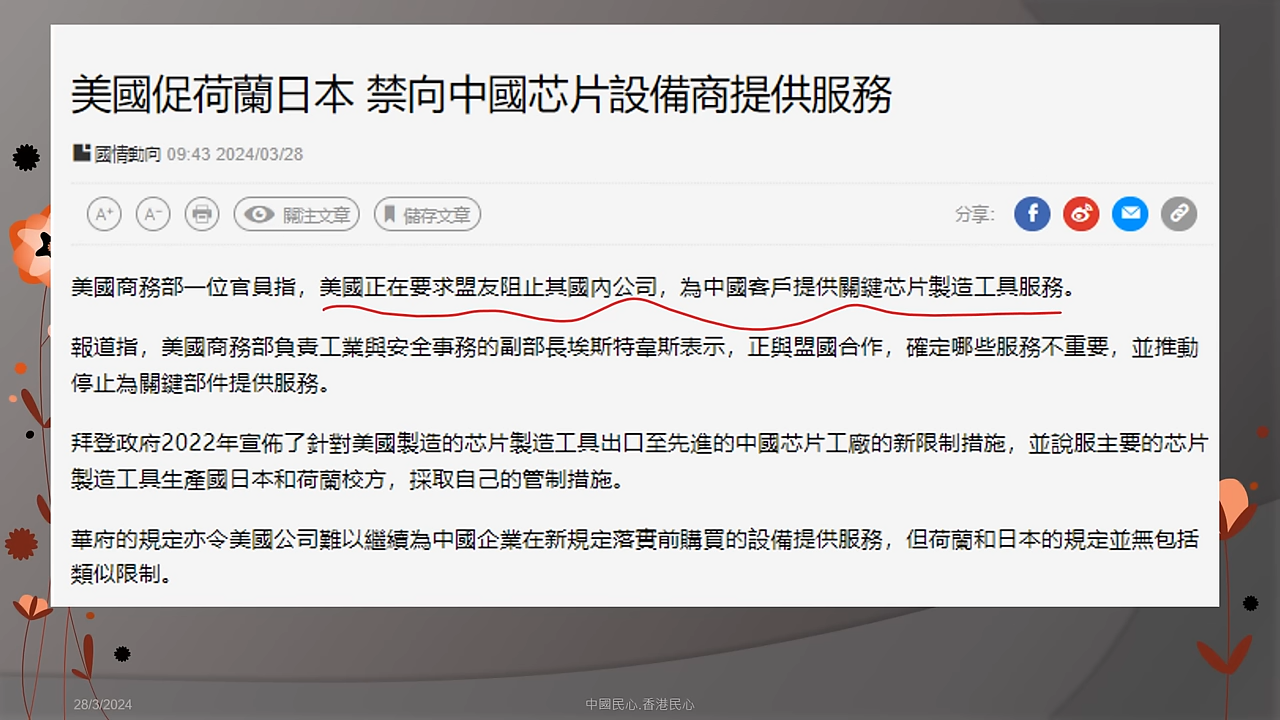 美國促荷蘭日本 禁向中國芯片設備商提供服務
國情動向 09:43 2024/03/28
A+ A- 關注文章 儲存文章 分享:
美國商務部一位官員指，美國正在要求盟友阻止其國內公司，為中國客戶提供關鍵芯片製造工具服務。
報道指，美國商務部負責工業與安全事務的副部長埃斯特韋斯表示，正與盟國合作，確定哪些服務不重要，並推動
停止為關鍵部件提供服務。
拜登政府2022年宣佈了針對美國製造的芯片製造工具出口至先進的中國芯片工廠的新限制措施，並說服主要的芯片
製造工具生產國日本和荷蘭校方，採取自己的管制措施。
華府的規定亦令美國公司難以繼續為中國企業在新規定落實前購買的設備提供服務，但荷蘭和日本的規定並無包括
類似限制。
28/3/2024 中國民心.香港民心